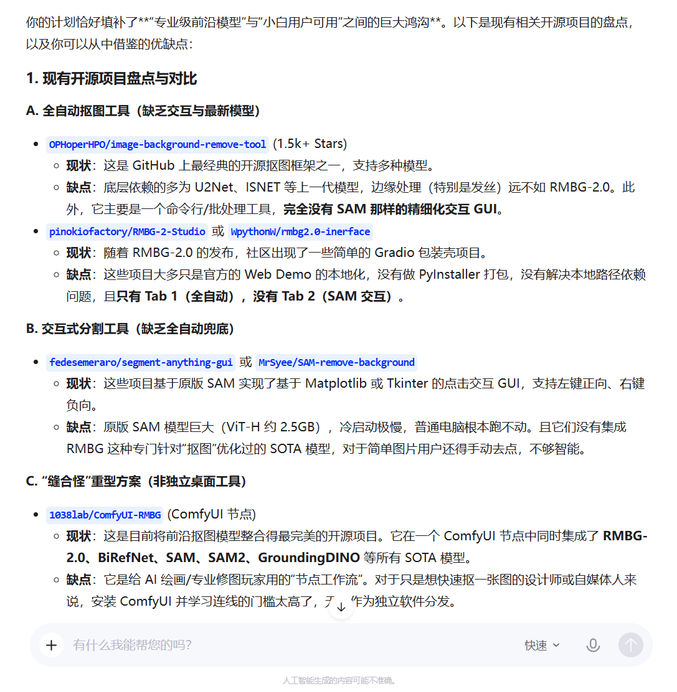 你的计划恰好填补了**“专业级前沿模型”与“小白用户可用”之间的巨大鸿沟**。以下是现有相关开源项目的盘点，
以及你可以从中借鉴的优缺点：
1. 现有开源项目盘点与对比
A. 全自动抠图工具（缺乏交互与最新模型）
OPHoperHPO/image-background-remove-tool (1.5k+ Stars)
现状：这是 GitHub 上最经典的开源抠图框架之一，支持多种模型。
缺点：底层依赖的多为 U2Net、ISNET 等上一代模型，边缘处理（特别是发丝）远不如 RMBG-2.0。此
外，它主要是一个命令行/批处理工具，完全没有 SAM 那样的精细化交互 GUI。
pinokiofactory/RMBG-2-Studio 或 WpythonW/rmbg2.0-inerface
现状：随着 RMBG-2.0 的发布，社区出现了一些简单的 Gradio 包装壳项目。
缺点：这些项目大多只是官方的 Web Demo 的本地化，没有做 PyInstaller 打包，没有解决本地路径依赖
问题，且只有 Tab 1（全自动），没有 Tab 2（SAM 交互）。
B. 交互式分割工具（缺乏全自动兜底）
fedesemeraro/segment-anything-gui 或 MrSyee/SAM-remove-background
现状：这些项目基于原版 SAM 实现了基于 Matplotlib 或 Tkinter 的点击交互 GUI，支持左键正向、右键
负向。
缺点：原版 SAM 模型巨大（ViT-H 约 2.5GB），冷启动极慢，普通电脑根本跑不动。且它们没有集成
RMBG 这种专门针对“抠图”优化过的 SOTA 模型，对于简单图片用户还得手动去点，不够智能。
C. “缝合怪”重型方案（非独立桌面工具）
1038lab/ComfyUI-RMBG (ComfyUI 节点)
现状：这是目前将前沿抠图模型整合得最完美的开源项目。它在一个 ComfyUI 节点中同时集成了 RMBG-
2.0、BiRefNet、SAM、SAM2、GroundingDINO 等所有 SOTA 模型。
缺点：它是给 AI 绘画/专业修图玩家用的“节点工作流”。对于只是想快速抠一张图的设计师或自媒体人来
说，安装 ComfyUI 并学习连线的门槛太高了，作为独立软件分发。
有什么我能帮您的吗?
快速
人工智能生成的内容可能不准确。